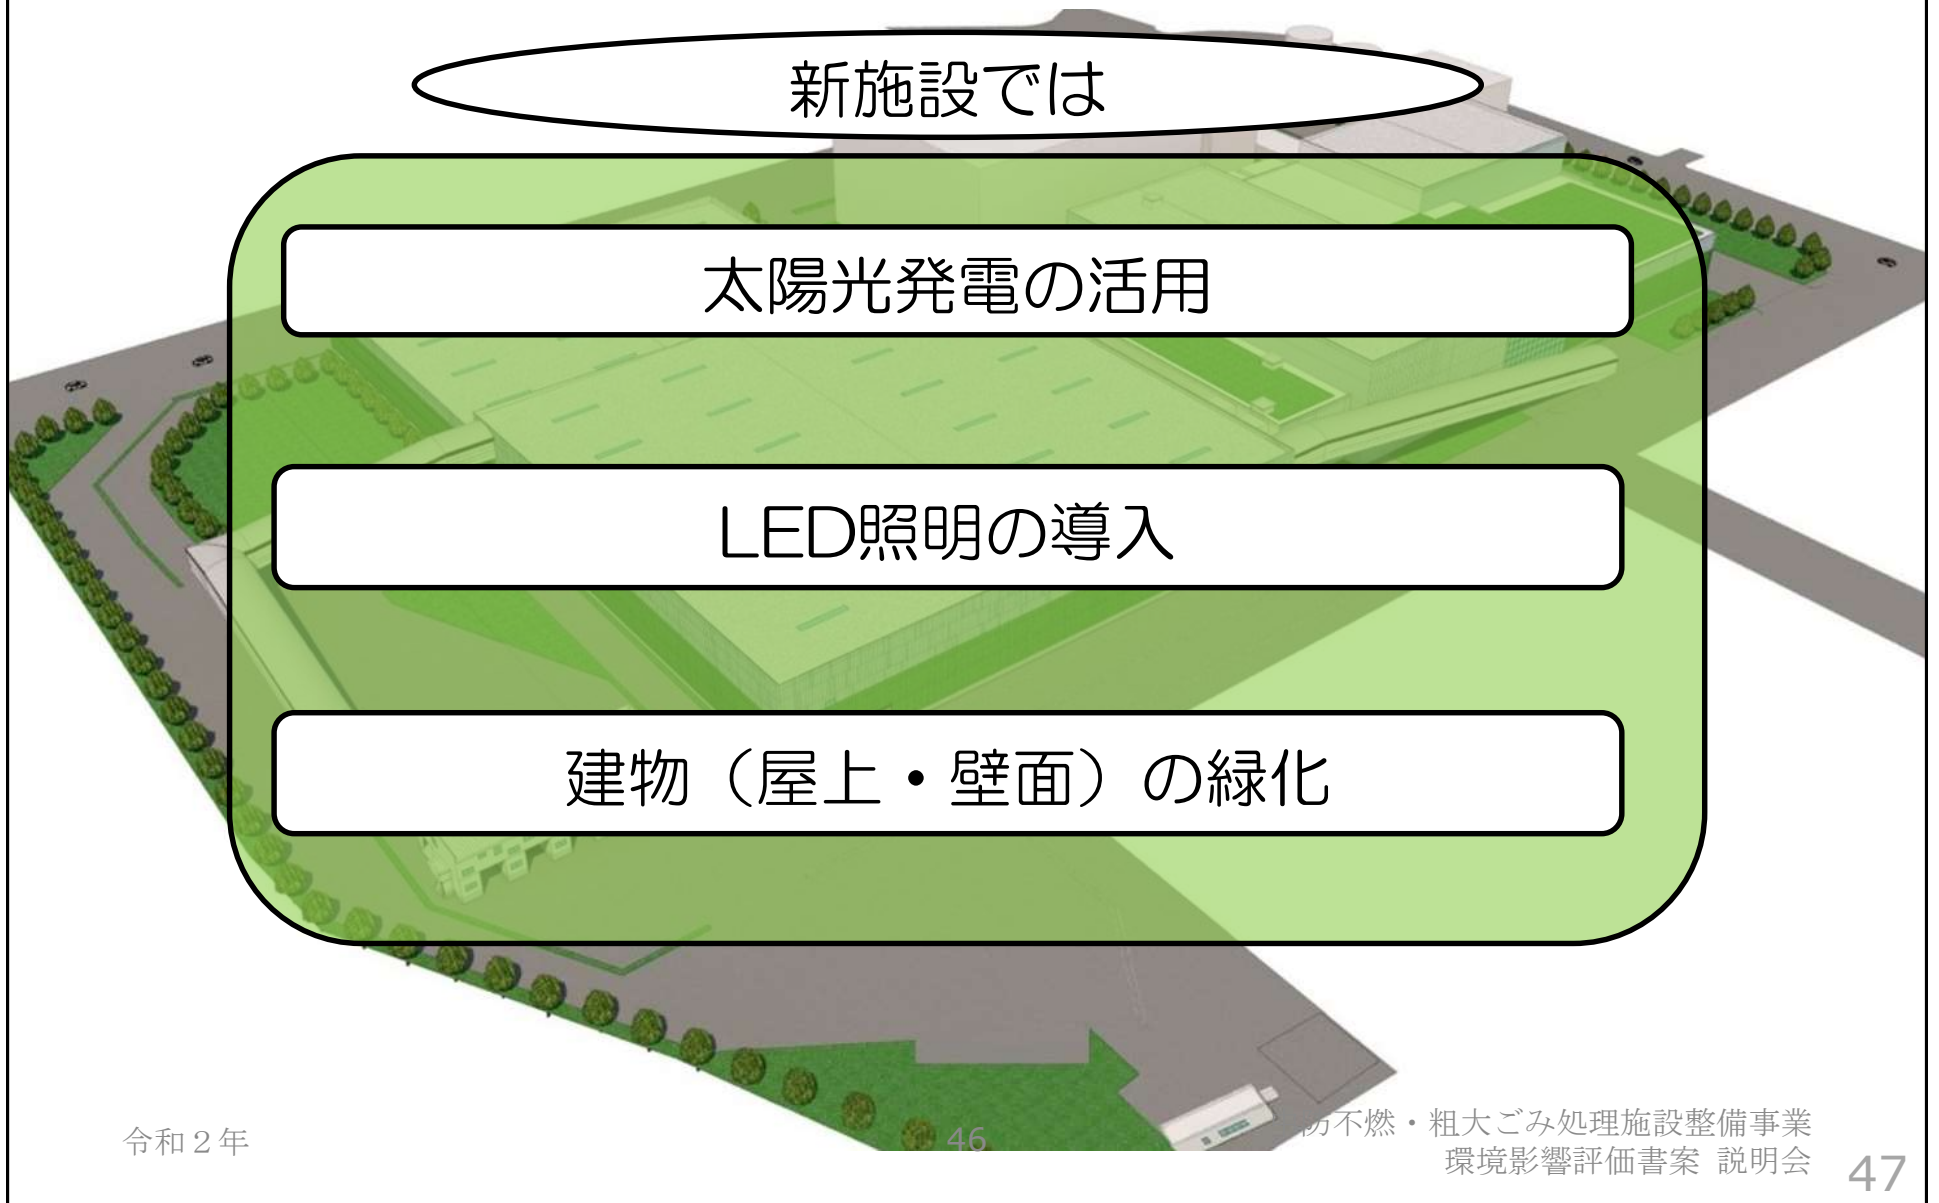 新施設では
太陽光発電の活用
LED照明の導入
建物（屋上・壁面）の緑化
令和２年
46
防不燃・粗大ごみ処理施設整備事業
環境影響評価書案 説明会
47